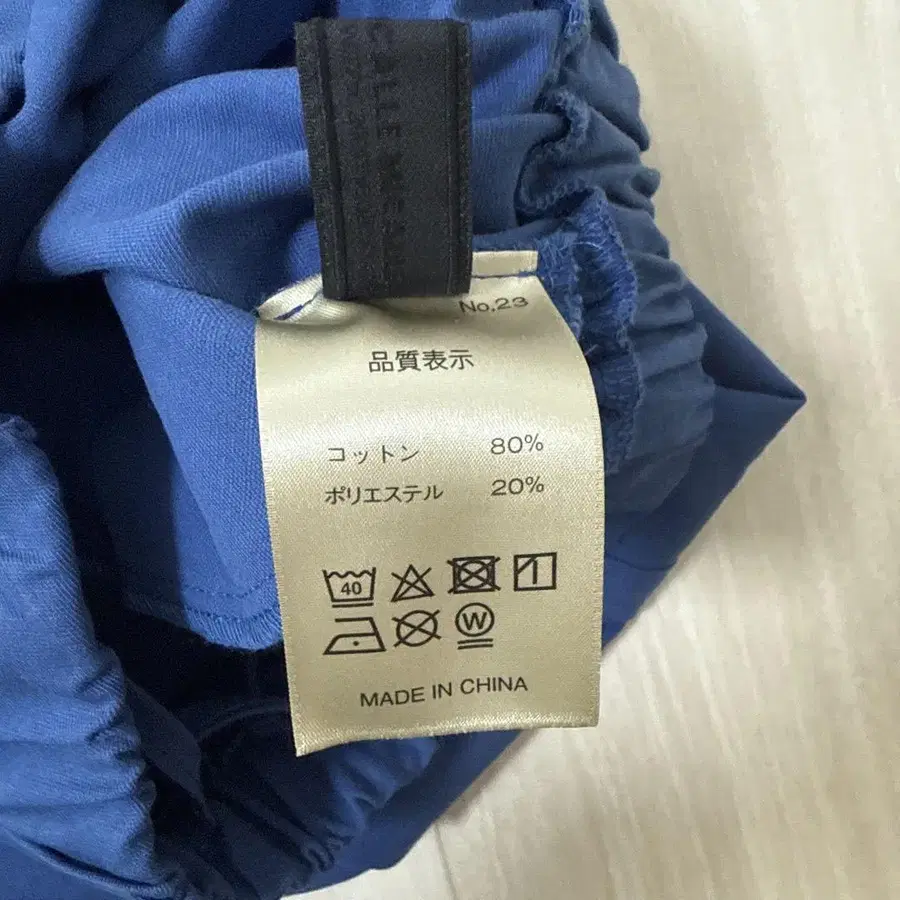 No,23
品質表示
コットン 80%
ポリエステル 20%
40
W
MADE IN CHINA